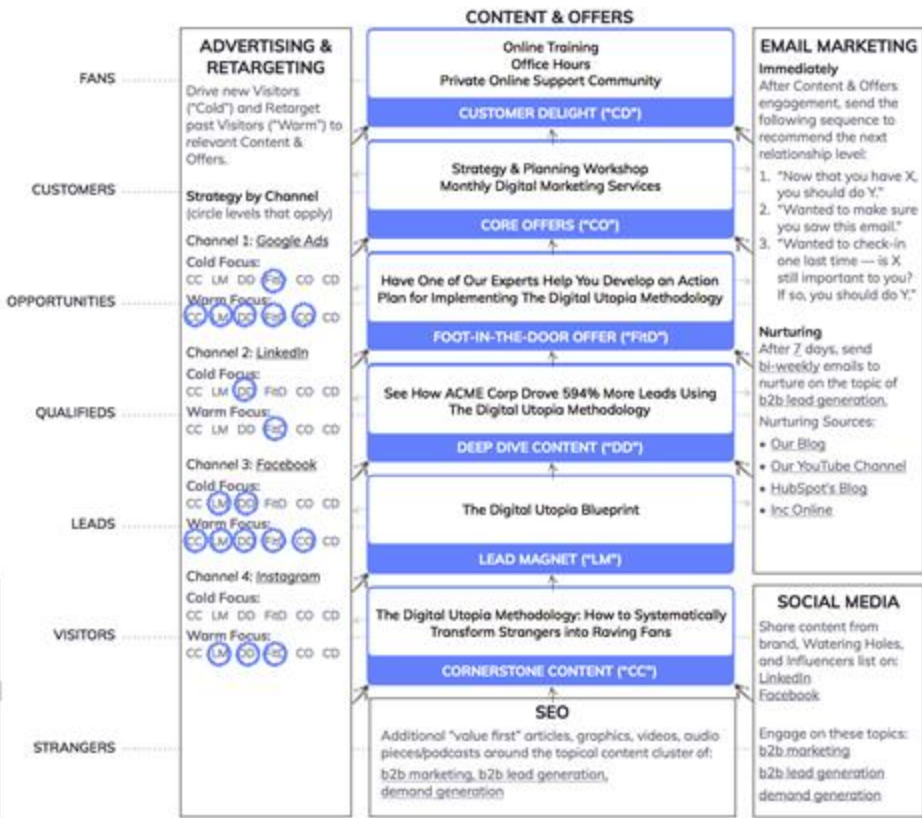 CONTENT & OFFERS
FANS
CUSTOMERS
OPPORTUNITIES
QUALIFIEDS
LEADS
VISITORS
STRANGERS
ADVERTISING &
RETARGETING
Drive new Visitors
("Cold") and Retarget
past Visitors ("Warm") to
relevant Content &
Offers.
Strategy by Channel
(circle levels that apply)
Channel 1: Google Ads
Cold Focus:
CC LM DD FitD CO CD
Warm Focus:
CC LM DD FitD CO CD
Channel 2: LinkedIn
Cold Focus:
CC LM DD FitD CO CD
Warm Focus:
CC LM DD FitD CO CD
Channel 3: Facebook
Cold Focus:
CC LM DD FitD CO CD
Warm Focus:
CC LM DD FitD CO CD
Channel 4: Instagram
Cold Focus:
CC LM DD FitD CO CD
Warm Focus:
CC LM DD FitD CO CD
Online Training
Office Hours
Private Online Support Community
CUSTOMER DELIGHT ("CD")
Strategy & Planning Workshop
Monthly Digital Marketing Services
CORE OFFERS ("CO")
Have One of Our Experts Help You Develop an Action
Plan for Implementing The Digital Utopia Methodology
FOOT-IN-THE-DOOR OFFER ("FitD")
See How ACME Corp Drove 594% More Leads Using
The Digital Utopia Methodology
DEEP DIVE CONTENT ("DD")
The Digital Utopia Blueprint
LEAD MAGNET ("LM")
The Digital Utopia Methodology: How to Systematically
Transform Strangers into Raving Fans
CORNERSTONE CONTENT ("CC")
SEO
Additional "value first" articles, graphics, videos, audio
pieces/podcasts around the topical content cluster of:
b2b marketing, b2b lead generation,
demand generation
EMAIL MARKETING
Immediately
After Content & Offers
engagement, send the
following sequence to
recommend the next
relationship level:
1. "Now that you have X,
you should do Y."
2. "Wanted to make sure
you saw this email."
3. "Wanted to check-in
one last time — is X
still important to you?
If so, you should do Y."
Nurturing
After 7 days, send
bi-weekly emails to
nurture on the topic of
b2b lead generation.
Nurturing Sources:
• Our Blog
• Our YouTube Channel
• HubSpot's Blog
• Inc Online
SOCIAL MEDIA
Share content from
brand, Watering Holes,
and Influencers list on:
LinkedIn
Facebook
Engage on these topics:
b2b marketing
b2b lead generation
demand generation